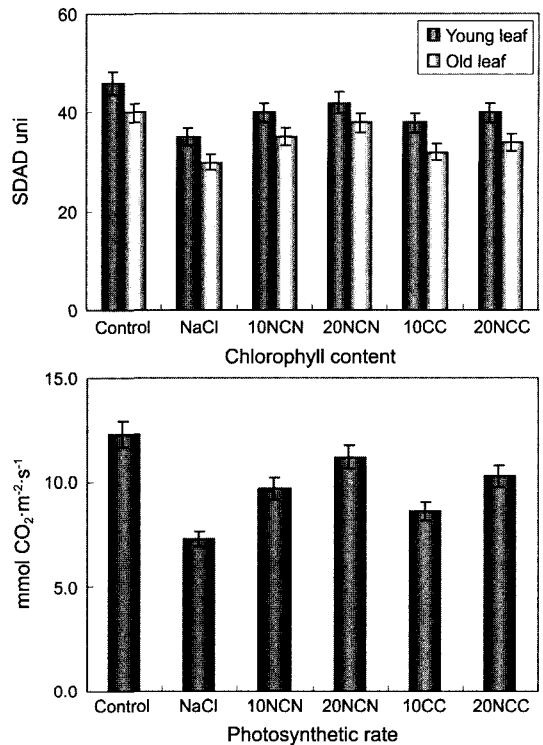 60
40
20
0
SDAD uni
Young leaf
Old leaf
Control NaCl 10NCN 20NCN 10CC 20NCC
Chlorophyll content
15.0
10.0
5.0
0.0
mmol CO₂·m⁻²·s⁻¹
Control NaCl 10NCN 20NCN 10CC 20NCC
Photosynthetic rate